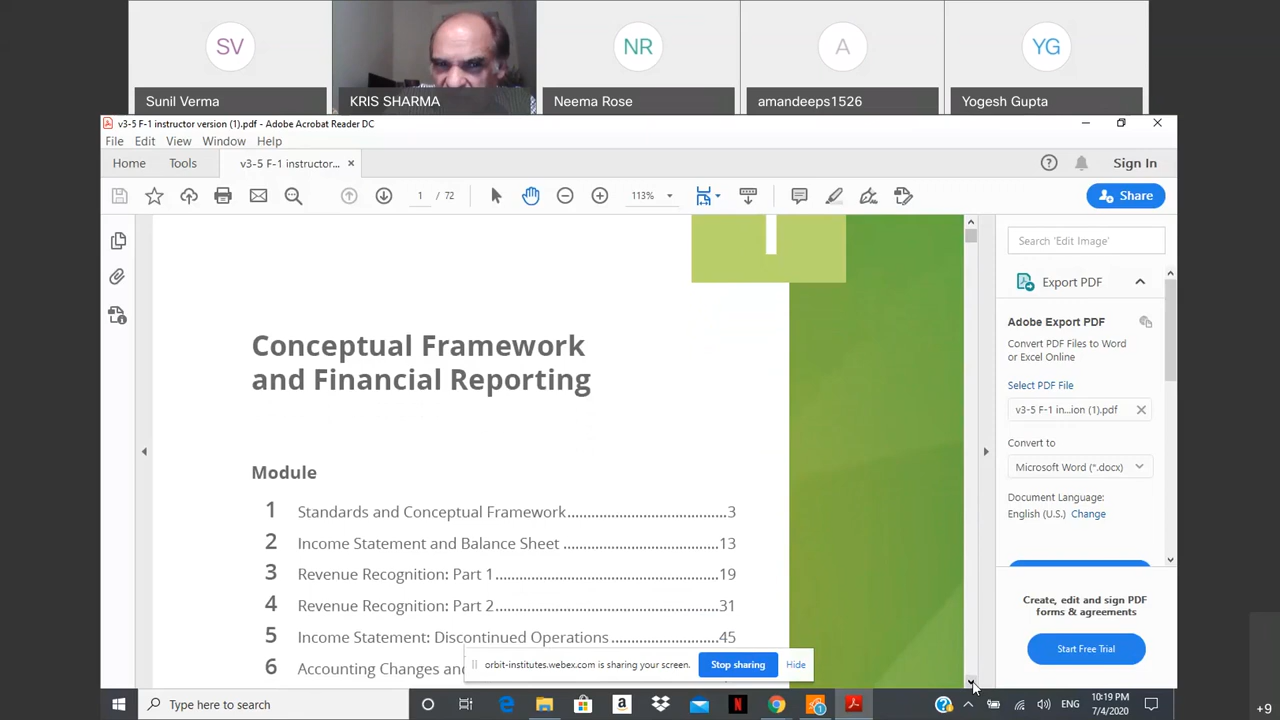 SV
NR
A
YG
Sunil Verma
KRIS SHARMA
Neema Rose
amandeeps1526
Yogesh Gupta
v3-5 F-1 instructor version (1).pdf - Adobe Acrobat Reader DC
File Edit View Window Help
Home Tools v3-5 F-1 instructor... × Sign In
1 / 72 113% Share
Search 'Edit Image'
Export PDF
Adobe Export PDF
Convert PDF Files to Word
or Excel Online
Select PDF File
v3-5 F-1 in...ion (1).pdf
Convert to
Microsoft Word (*.docx)
Document Language:
English (U.S.) Change
Create, edit and sign PDF
forms & agreements
Start Free Trial
Conceptual Framework
and Financial Reporting
Module
1 Standards and Conceptual Framework.....................................3
2 Income Statement and Balance Sheet .....................................13
3 Revenue Recognition: Part 1....................................................19
4 Revenue Recognition: Part 2....................................................31
5 Income Statement: Discontinued Operations .........................45
6 Accounting Changes and
orbit-institutes.webex.com is sharing your screen. Stop sharing Hide
Type here to search
ENG
10:19 PM
7/4/2020
+9